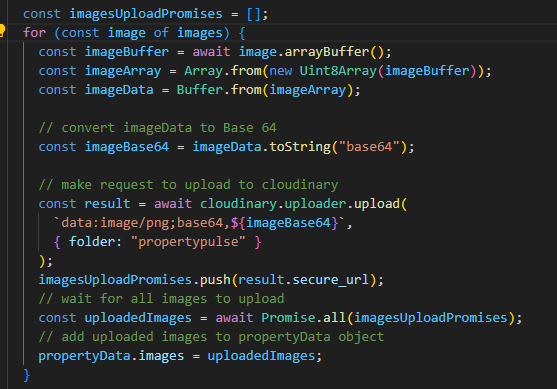 const imagesUploadPromises = [];
for (const image of images) {
const imageBuffer = await image.arrayBuffer();
const imageArray = Array.from(new Uint8Array(imageBuffer));
const imageData = Buffer.from(imageArray);
// convert imageData to Base 64
const imageBase64 = imageData.toString("base64");
// make request to upload to cloudinary
const result = await cloudinary.uploader.upload(
`data:image/png;base64,${imageBase64}`,
{ folder: "propertypulse" }
);
imagesUploadPromises.push(result.secure_url);
// wait for all images to upload
const uploadedImages = await Promise.all(imagesUploadPromises);
// add uploaded images to propertyData object
propertyData.images = uploadedImages;
}